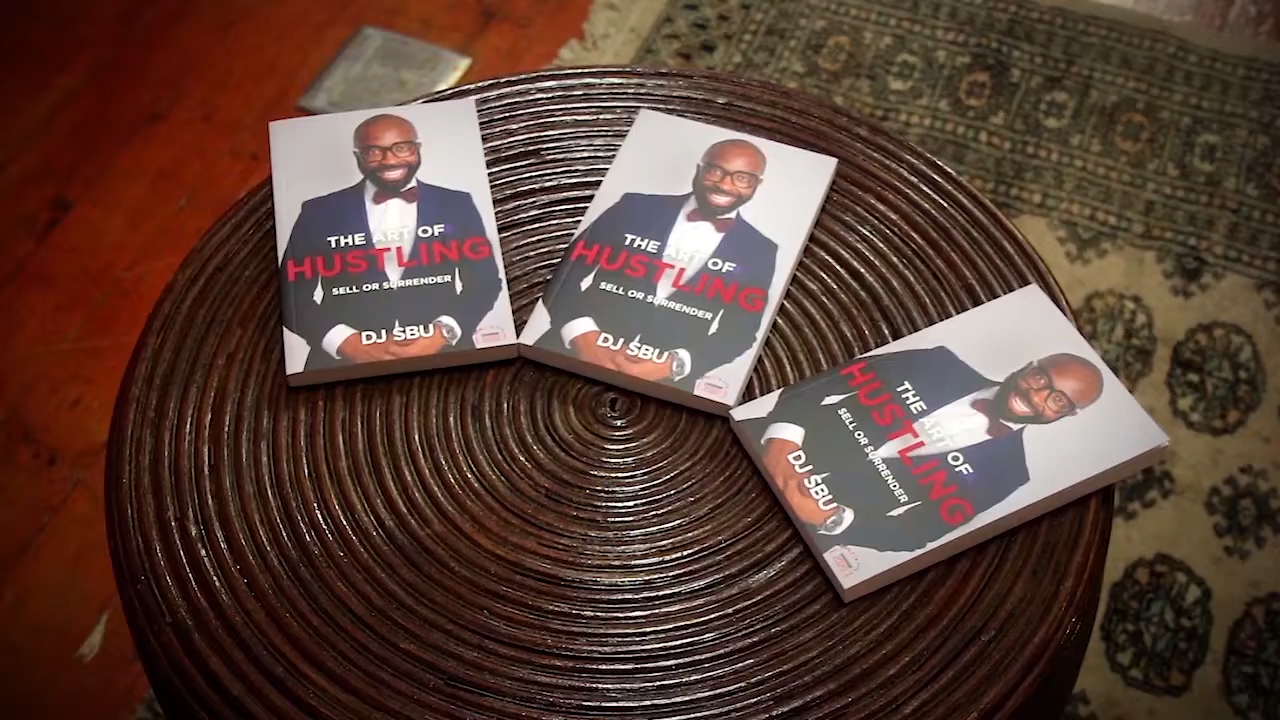 THE ART OF
HUSTLING
SELL OR SURRENDER
DJ SBU
THE ART OF
HUSTLING
SELL OR SURRENDER
DJ SBU
THE ART OF
HUSTLING
SELL OR SURRENDER
DJ SBU